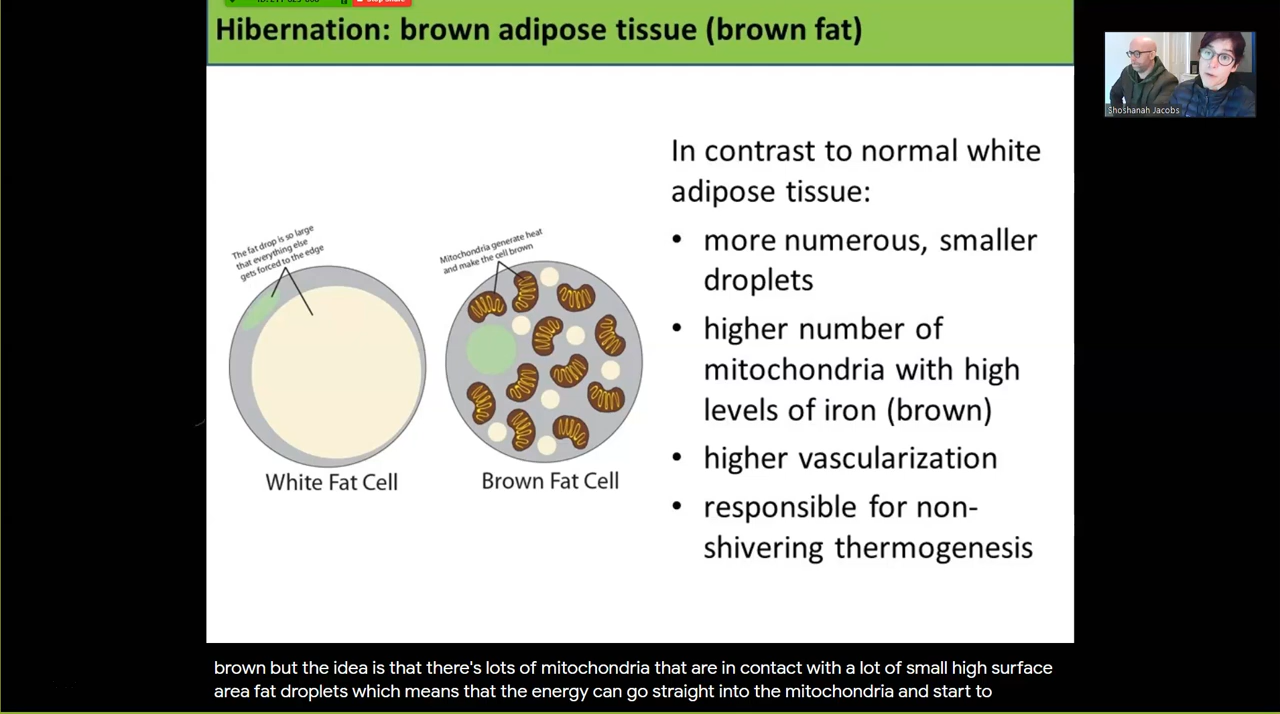 Hibernation: brown adipose tissue (brown fat)
Shoshanah Jacobs
In contrast to normal white
adipose tissue:
• more numerous, smaller
droplets
• higher number of
mitochondria with high
levels of iron (brown)
• higher vascularization
• responsible for non-
shivering thermogenesis
The fat drop is so large
that everything else
gets forced to the edge
Mitochondria generate heat
and make the cell brown
White Fat Cell
Brown Fat Cell
brown but the idea is that there's lots of mitochondria that are in contact with a lot of small high surface
area fat droplets which means that the energy can go straight into the mitochondria and start to